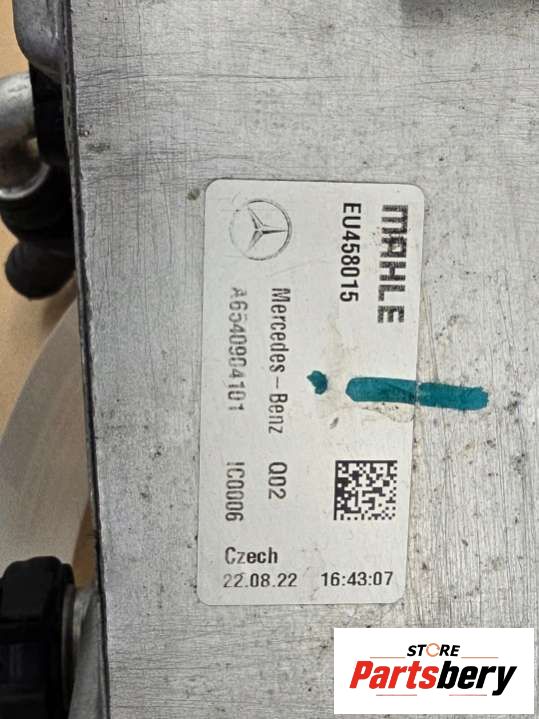 MAHLE
EU458015
Mercedes-Benz Q02
A6540904101 IC0006
Czech
22.08.22 16:43:07
STORE
Partsbery